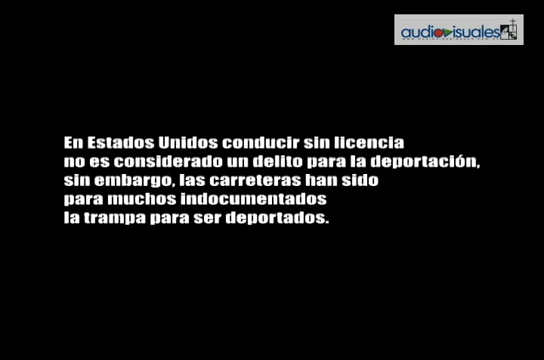 audiovisuales
En Estados Unidos conducir sin licencia
no es considerado un delito para la deportación,
sin embargo, las carreteras han sido
para muchos indocumentados
la trampa para ser deportados.